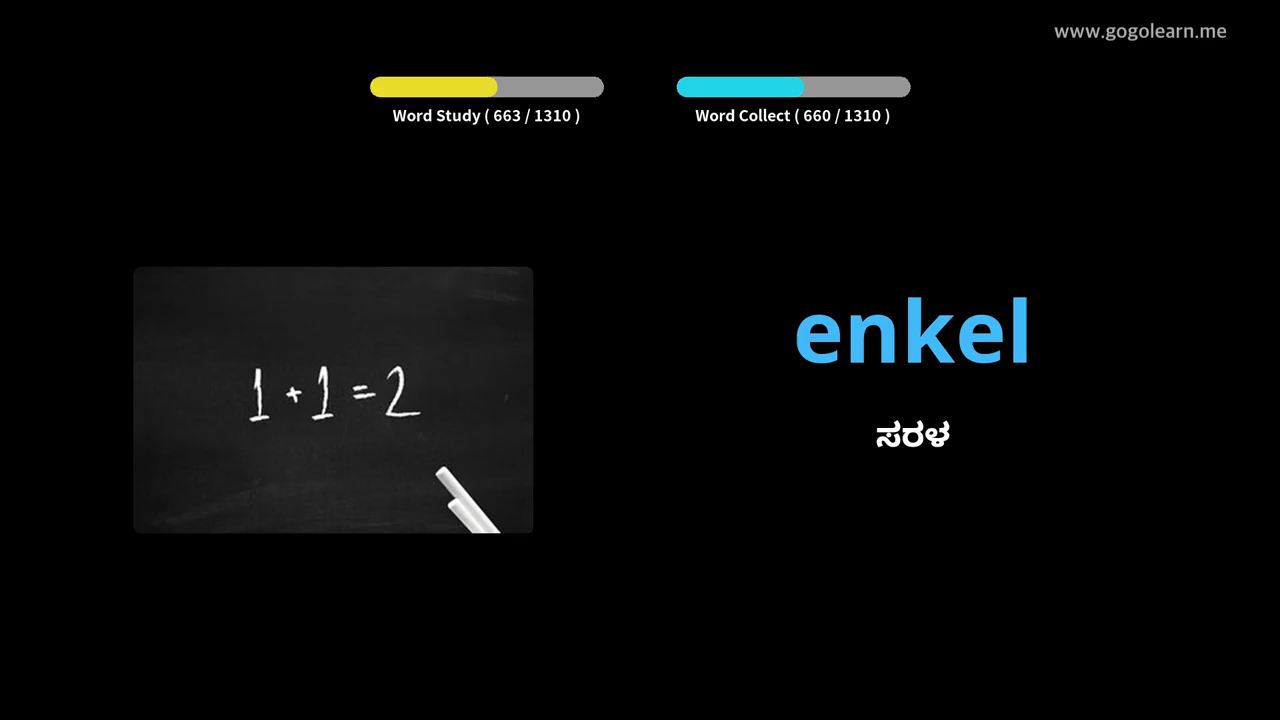 www.gogolearn.me
Word Study ( 663 / 1310 )
Word Collect ( 660 / 1310 )
1 + 1 = 2
enkel
ಸರಳ